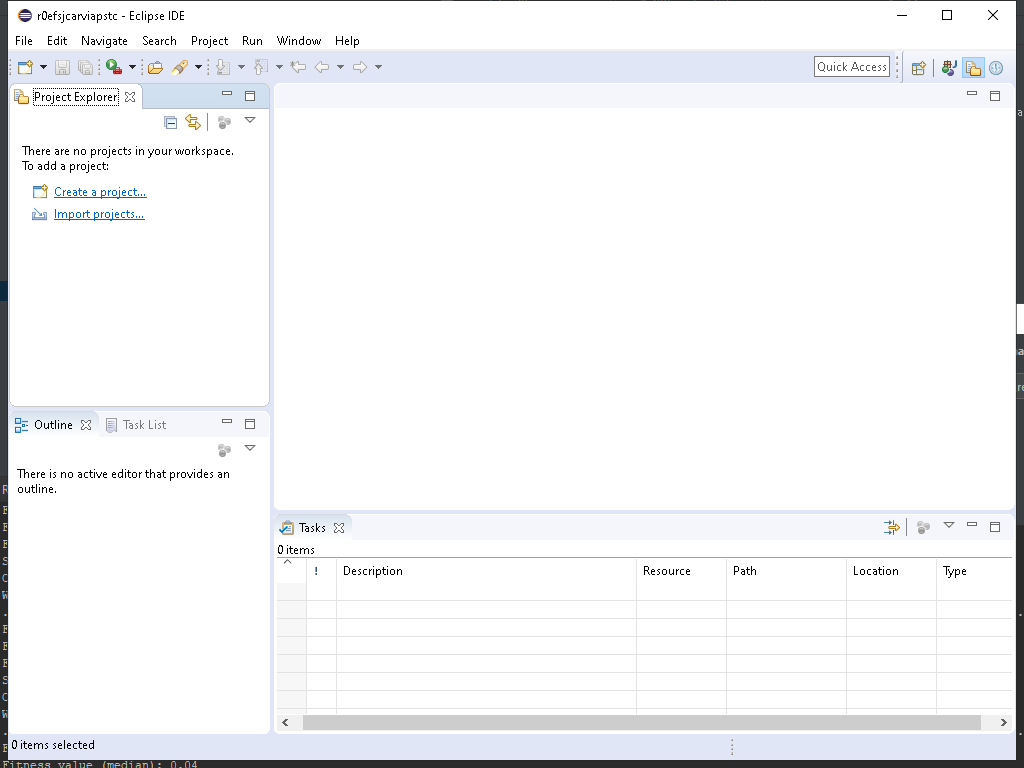 r0efsjcarviapstc - Eclipse IDE
File Edit Navigate Search Project Run Window Help
Quick Access
Project Explorer
There are no projects in your workspace.
To add a project:
Create a project...
Import projects...
Outline Task List
There is no active editor that provides an
outline.
Tasks
0 items
! Description Resource Path Location Type
0 items selected
Fitness value (median): 0.04